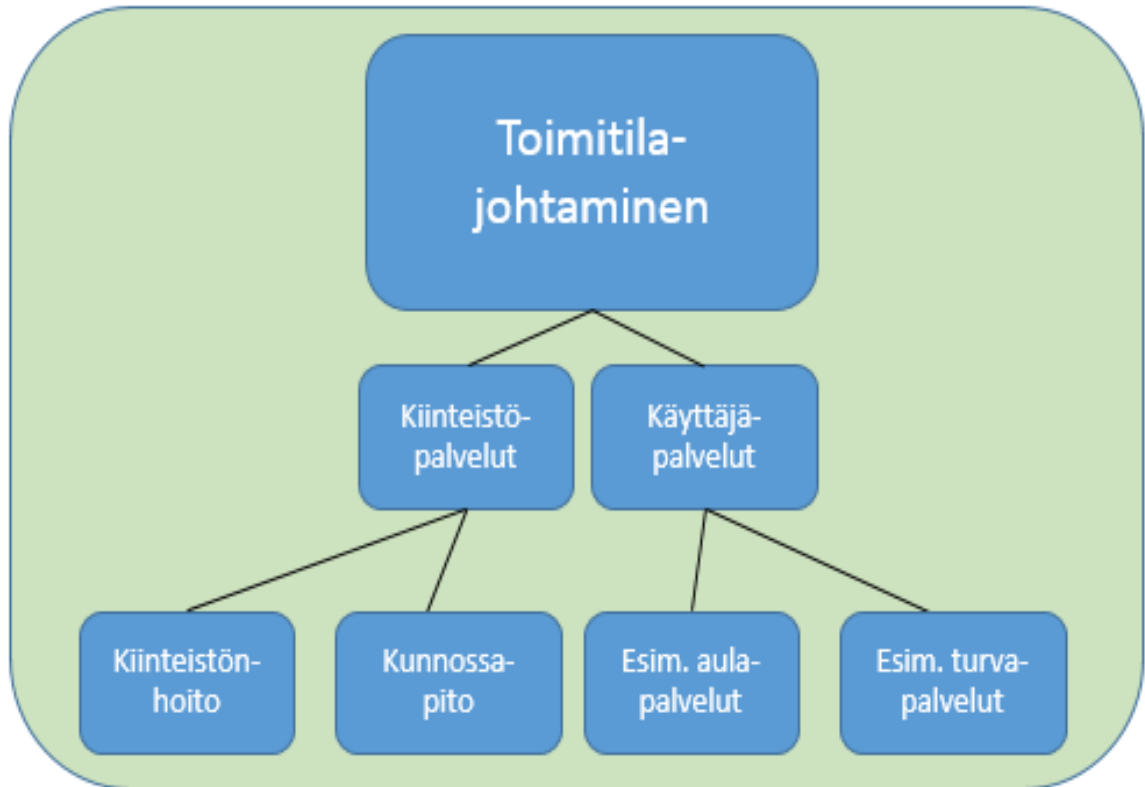 Toimitila-
johtaminen
Kiinteistö-
palvelut
Käyttäjä-
palvelut
Kiinteistön-
hoito
Kunnossa-
pito
Esim. aula-
palvelut
Esim. turva-
palvelut